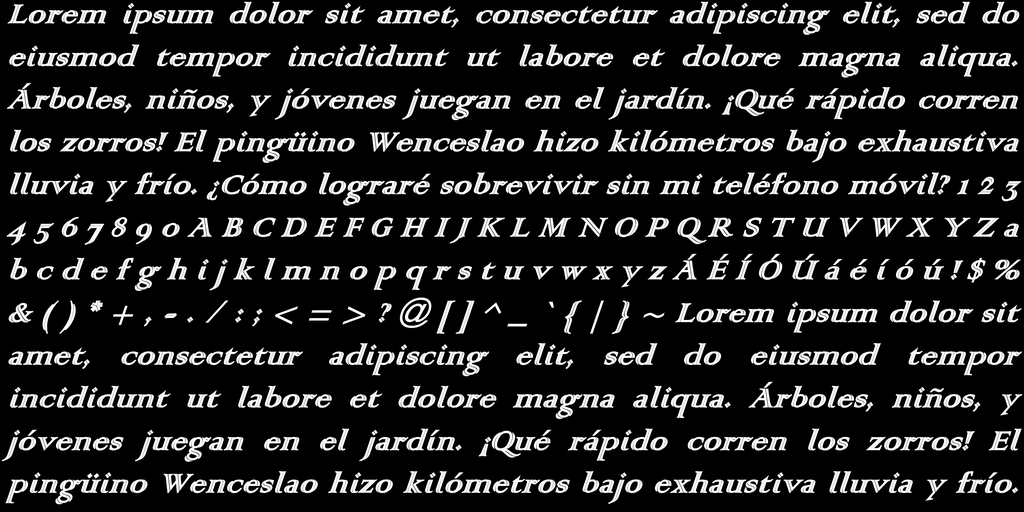 Lorem ipsum dolor sit amet, consectetur adipiscing elit, sed do
eiusmod tempor incididunt ut labore et dolore magna aliqua.
Árboles, niños, y jóvenes juegan en el jardín. ¡Qué rápido corren
los zorros! El pingüino Wenceslao hizo kilómetros bajo exhaustiva
lluvia y frío. ¿Cómo lograré sobrevivir sin mi teléfono móvil? 1 2 3
4 5 6 7 8 9 0 A B C D E F G H I J K L M N O P Q R S T U V W X Y Z a
b c d e f g h i j k l m n o p q r s t u v w x y z Á É Í Ó Ú á é í ó ú ! $ %
& ( ) * + , - . / : ; < = > ? @ [ ] ^ _ ` { | } ~ Lorem ipsum dolor sit
amet, consectetur adipiscing elit, sed do eiusmod tempor
incididunt ut labore et dolore magna aliqua. Árboles, niños, y
jóvenes juegan en el jardín. ¡Qué rápido corren los zorros! El
pingüino Wenceslao hizo kilómetros bajo exhaustiva lluvia y frío.